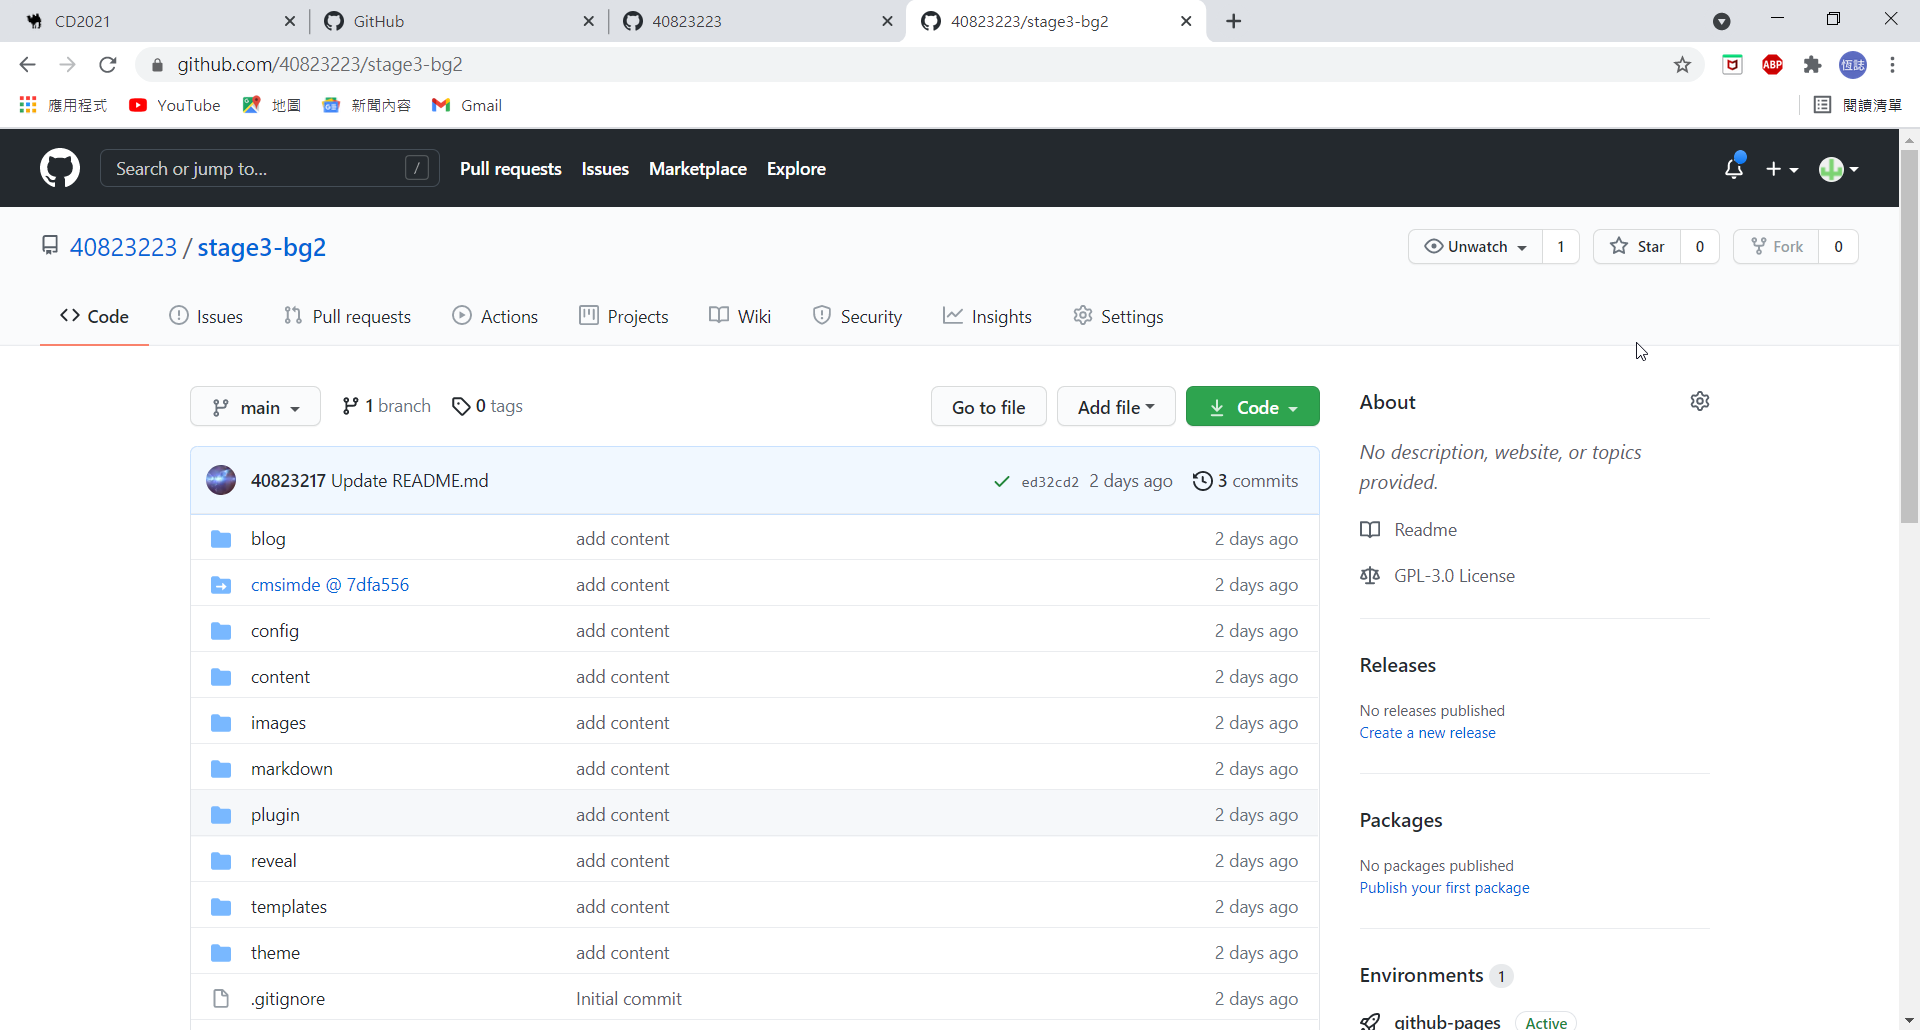 CD2021
GitHub
40823223
40823223/stage3-bg2
github.com/40823223/stage3-bg2
ABP
恆誌
應用程式
YouTube
地圖
新聞內容
Gmail
閱讀清單
Search or jump to...
/
Pull requests
Issues
Marketplace
Explore
40823223 / stage3-bg2
Unwatch 1
Star 0
Fork 0
Code
Issues
Pull requests
Actions
Projects
Wiki
Security
Insights
Settings
main
1 branch
0 tags
Go to file
Add file
Code
40823217 Update README.md
ed32cd2 2 days ago
3 commits
blog add content 2 days ago
cmsimde @ 7dfa556 add content 2 days ago
config add content 2 days ago
content add content 2 days ago
images add content 2 days ago
markdown add content 2 days ago
plugin add content 2 days ago
reveal add content 2 days ago
templates add content 2 days ago
theme add content 2 days ago
.gitignore Initial commit 2 days ago
About
No description, website, or topics
provided.
Readme
GPL-3.0 License
Releases
No releases published
Create a new release
Packages
No packages published
Publish your first package
Environments 1
github-pages Active